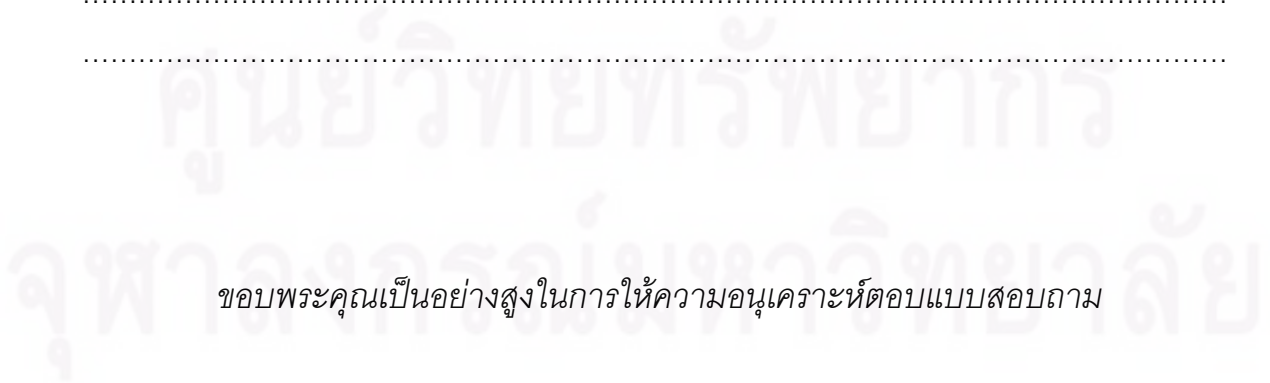 ........................................................................................................................
........................................................................................................................
ศูนย์วิทยทรัพยากร
จุฬาลงกรณ์มหาวิทยาลัย
ขอบพระคุณเป็นอย่างสูงในการให้ความอนุเคราะห์ตอบแบบสอบถาม